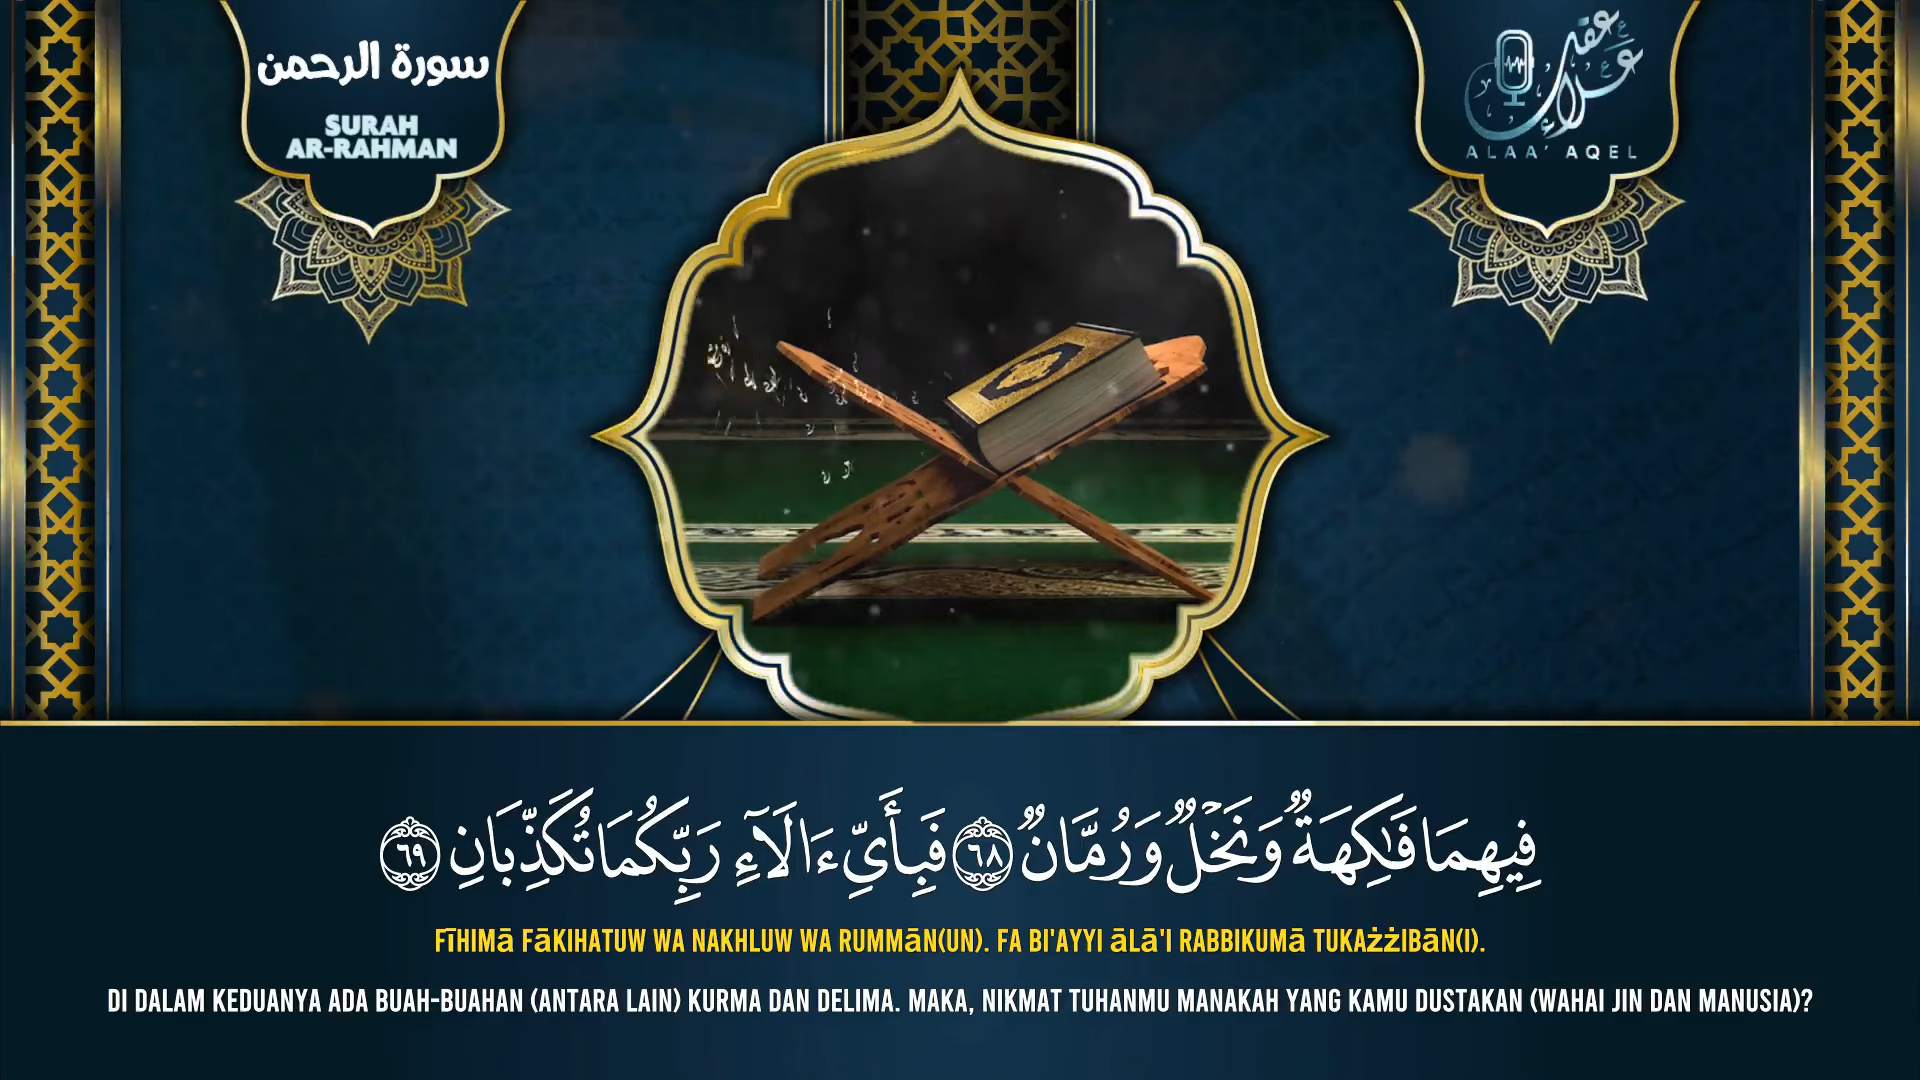 سورة الرحمن
SURAH
AR-RAHMAN
علاء عقل
ALAA' AQEL
فِيهِمَا فَٰكِهَةٌ وَنَخْلٌ وَرُمَّانٌ ٦٨ فَبِأَىِّ ءَالَآءِ رَبِّكُمَا تُكَذِّبَانِ ٦٩
FĪHIMā FāKIHATUW WA NAKHLUW WA RUMMāN(UN). FA BI'AYYI āLā'I RABBIKUMā TUKAżżIBāN(I).
DI DALAM KEDUANYA ADA BUAH-BUAHAN (ANTARA LAIN) KURMA DAN DELIMA. MAKA, NIKMAT TUHANMU MANAKAH YANG KAMU DUSTAKAN (WAHAI JIN DAN MANUSIA)?